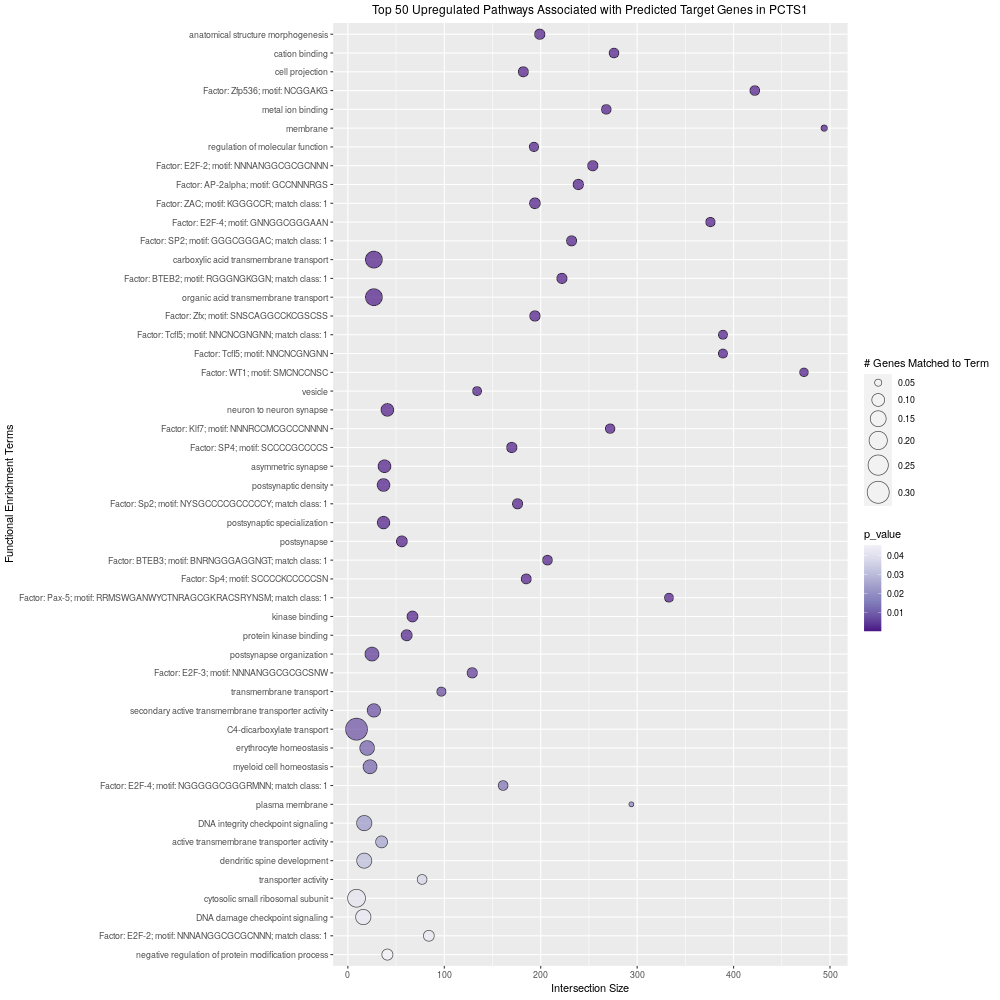 Top 50 Upregulated Pathways Associated with Predicted Target Genes in PCTS1
Functional Enrichment Terms
anatomical structure morphogenesis
cation binding
cell projection
Factor: Zfp536; motif: NCGGAKG
metal ion binding
membrane
regulation of molecular function
Factor: E2F-2; motif: NNNANGGCGCGCNNN
Factor: AP-2alpha; motif: GCCNNNRGS
Factor: ZAC; motif: KGGGCCR; match class: 1
Factor: E2F-4; motif: GNNGGCGGGAAN
Factor: SP2; motif: GGGCGGGAC; match class: 1
carboxylic acid transmembrane transport
Factor: BTEB2; motif: RGGGNGKGGN; match class: 1
organic acid transmembrane transport
Factor: Zfx; motif: SNSCAGGCCKCGSCSS
Factor: Tcfl5; motif: NNCNCGNGNN; match class: 1
Factor: Tcfl5; motif: NNCNCGNGNN
Factor: WT1; motif: SMCNCCNSC
vesicle
neuron to neuron synapse
Factor: Klf7; motif: NNNRCCMCGCCCNNNN
Factor: SP4; motif: SCCCCGCCCCS
asymmetric synapse
postsynaptic density
Factor: Sp2; motif: NYSGCCCCGCCCCCY; match class: 1
postsynaptic specialization
postsynapse
Factor: BTEB3; motif: BNRNGGGAGGNGT; match class: 1
Factor: Sp4; motif: SCCCCKCCCCCSN
Factor: Pax-5; motif: RRMSWGANWYCTNRAGCGKRACSRYNSM; match class: 1
kinase binding
protein kinase binding
postsynapse organization
Factor: E2F-3; motif: NNNANGGCGCGCSNW
transmembrane transport
secondary active transmembrane transporter activity
C4-dicarboxylate transport
erythrocyte homeostasis
myeloid cell homeostasis
Factor: E2F-4; motif: NGGGGGCGGGRMNN; match class: 1
plasma membrane
DNA integrity checkpoint signaling
active transmembrane transporter activity
dendritic spine development
transporter activity
cytosolic small ribosomal subunit
DNA damage checkpoint signaling
Factor: E2F-2; motif: NNNANGGCGCGCNNN; match class: 1
negative regulation of protein modification process
0 100 200 300 400 500
Intersection Size
# Genes Matched to Term
0.05
0.10
0.15
0.20
0.25
0.30
p_value
0.04
0.03
0.02
0.01